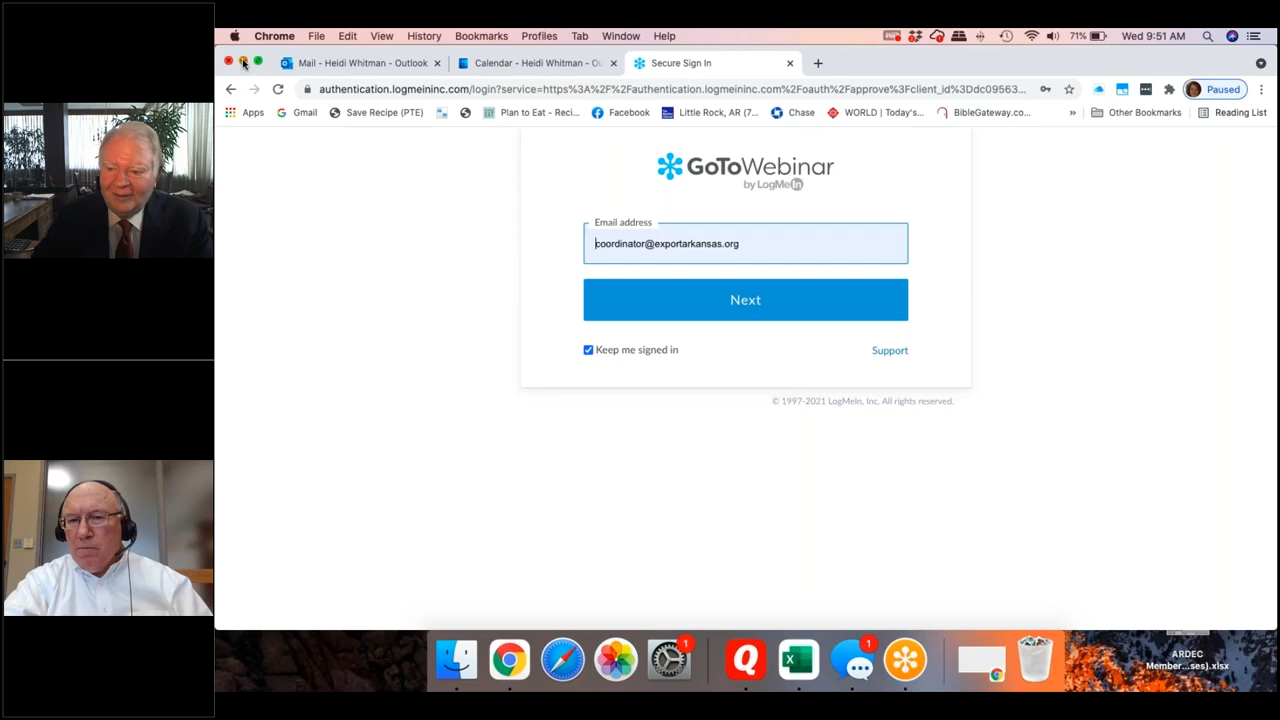 Chrome File Edit View History Bookmarks Profiles Tab Window Help 71% Wed 9:51 AM
Mail - Heidi Whitman - Outlook Calendar - Heidi Whitman - Ou Secure Sign In
authentication.logmeininc.com/login?service=https%3A%2F%2Fauthentication.logmeininc.com%2Foauth%2Fapprove%3Fclient_id%3Ddc09563... Paused
Apps Gmail Save Recipe (PTE) Plan to Eat - Reci... Facebook Little Rock, AR (7... Chase WORLD | Today's... BibleGateway.co... » Other Bookmarks Reading List
GoToWebinar
by LogMeIn
Email address
coordinator@exportarkansas.org
Next
Keep me signed in Support
© 1997-2021 LogMeIn, Inc. All rights reserved.
1 Q X 1
ARDEC
Member...ses).xlsx